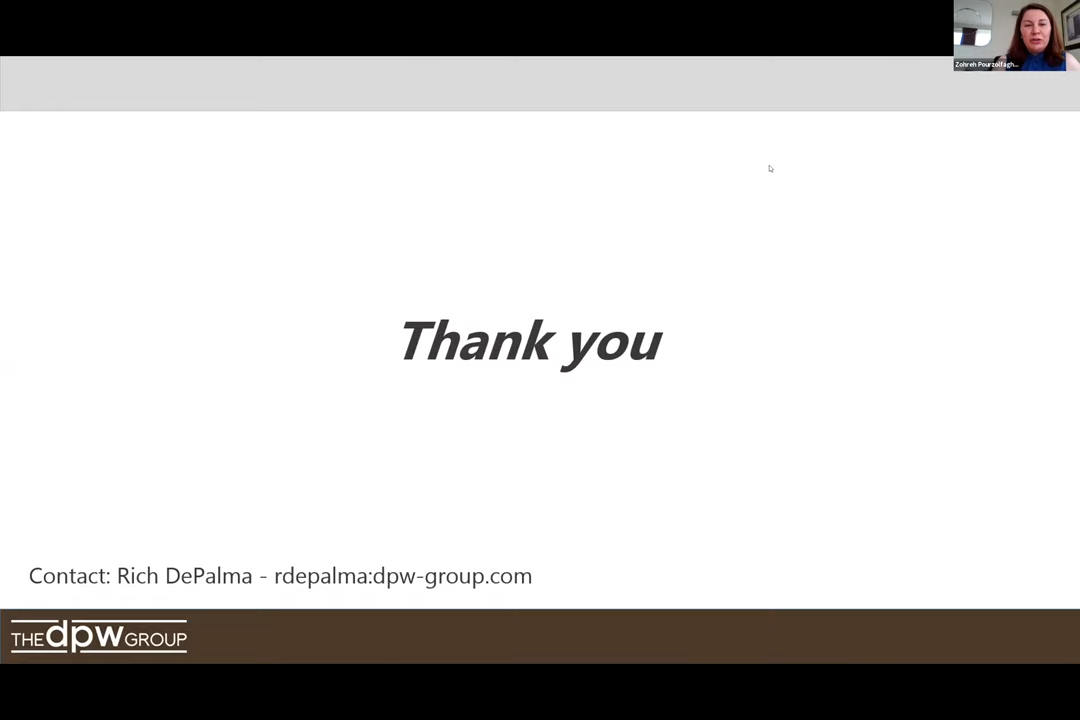 Zohreh Pourzolfagh...
Thank you
Contact: Rich DePalma - rdepalma:dpw-group.com
THE dpw GROUP